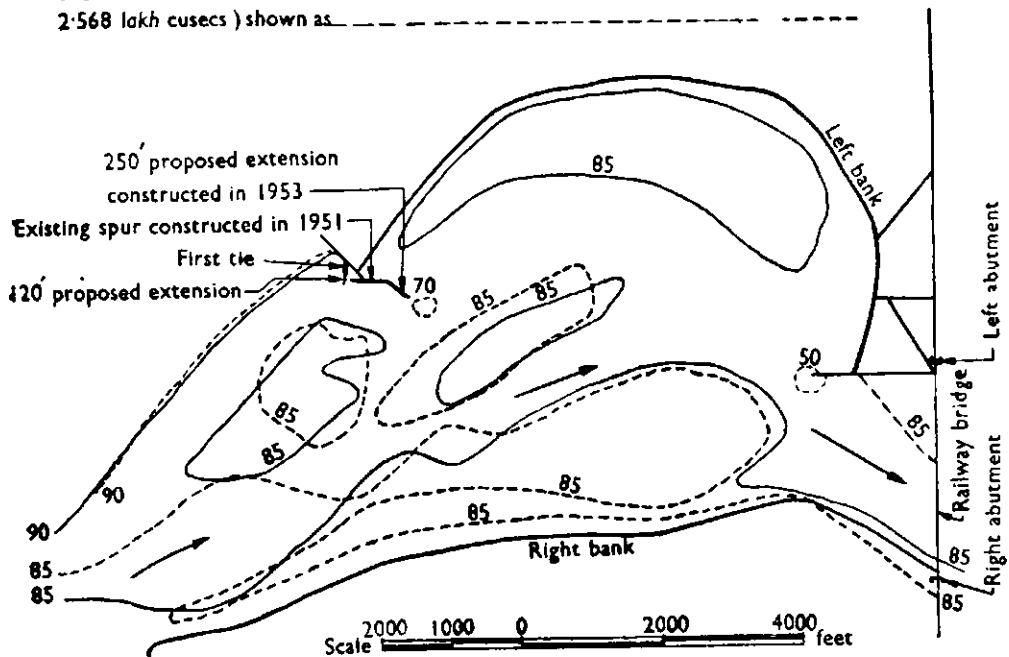 2·568 lakh cusecs ) shown as
250′ proposed extension
constructed in 1953
Existing spur constructed in 1951
First tie
120′ proposed extension
70
85
Left bank
85
85
50
Left abutment
85
85
85
Railway bridge
90
90
85
85
85
85
Right bank
Right abutment
85
85
Scale 2000 1000 0 2000 4000 feet